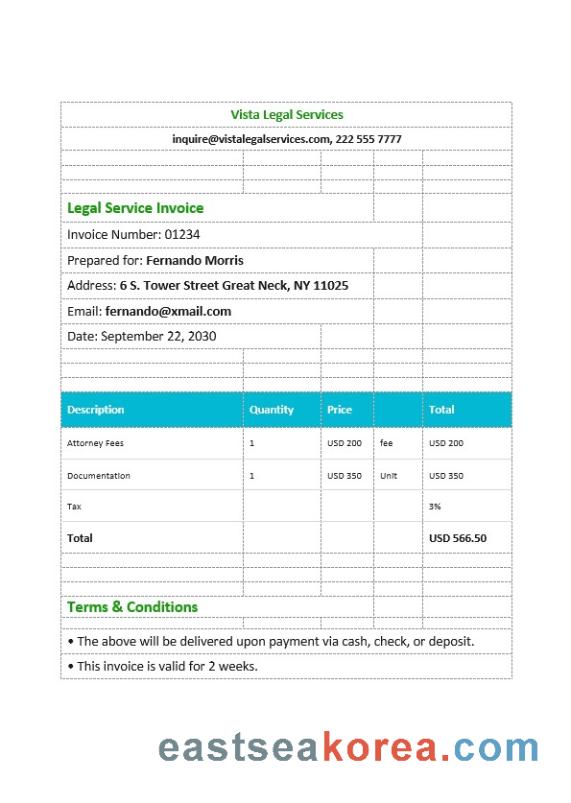 Vista Legal Services
inquire@vistalegalservices.com, 222 555 7777
Legal Service Invoice
Invoice Number: 01234
Prepared for: Fernando Morris
Address: 6 S. Tower Street Great Neck, NY 11025
Email: fernando@xmail.com
Date: September 22, 2030
Description Quantity Price Total
Attorney Fees 1 USD 200 fee USD 200
Documentation 1 USD 350 Unit USD 350
Tax 3%
Total USD 566.50
Terms & Conditions
• The above will be delivered upon payment via cash, check, or deposit.
• This invoice is valid for 2 weeks.
eastseakorea.com